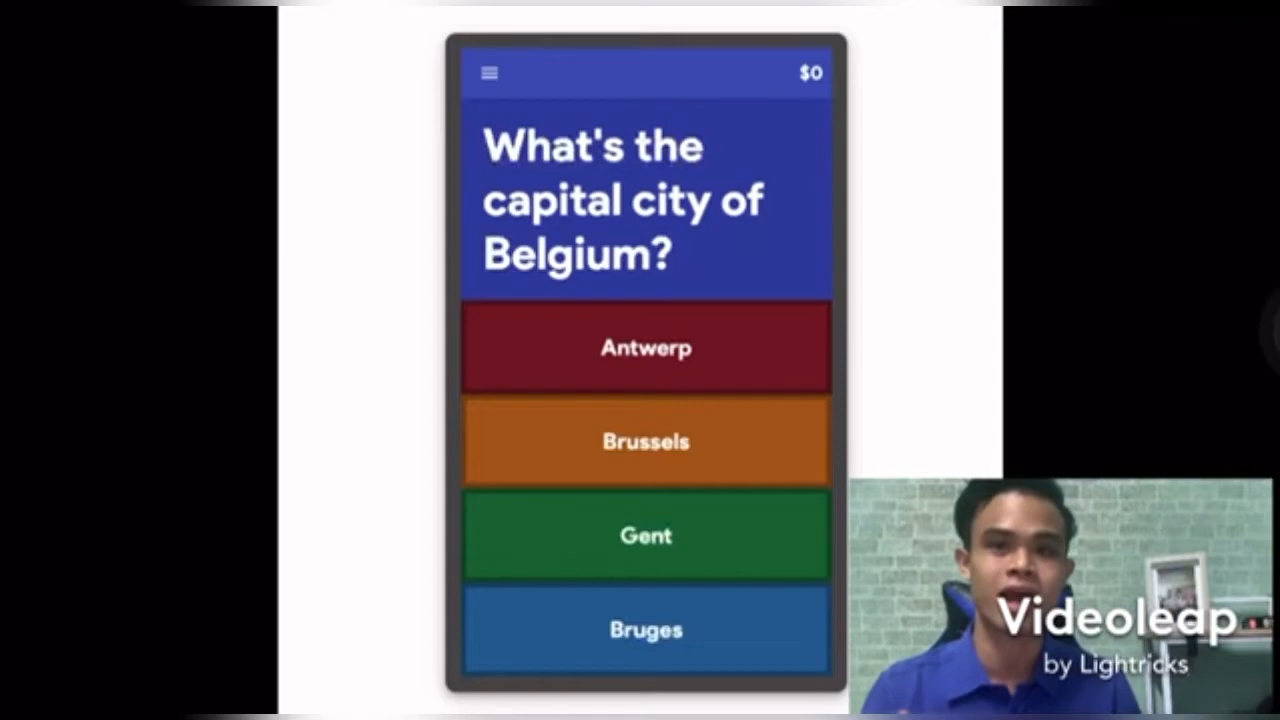 $0
What's the
capital city of
Belgium?
Antwerp
Brussels
Gent
Bruges
Videoleap
by Lightricks